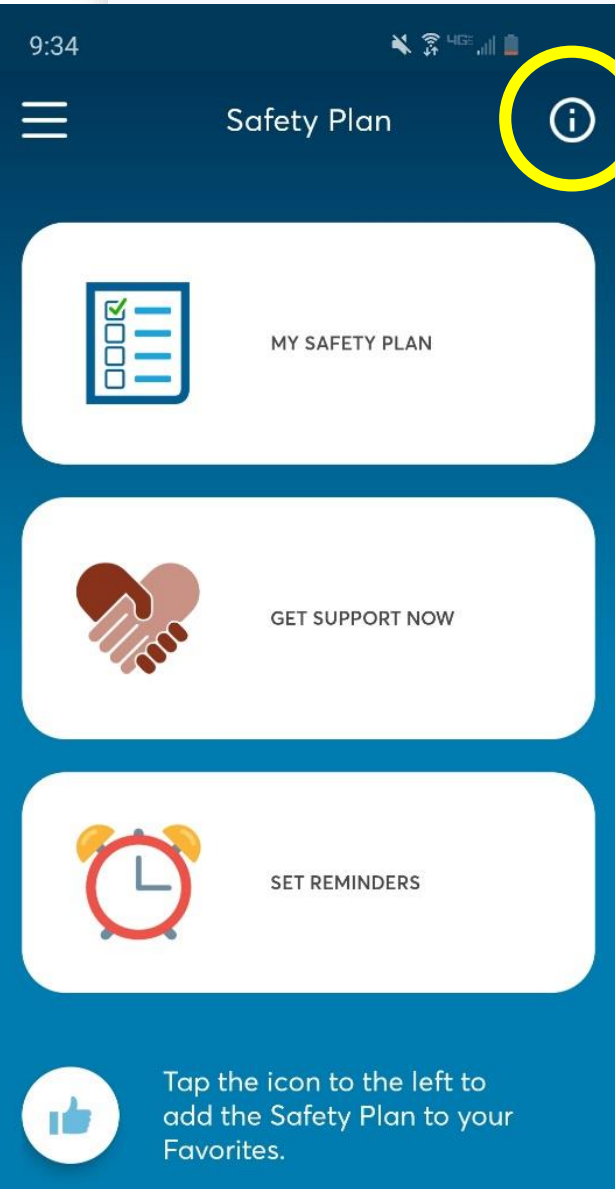 9:34
4GE
Safety Plan
MY SAFETY PLAN
GET SUPPORT NOW
SET REMINDERS
Tap the icon to the left to
add the Safety Plan to your
Favorites.